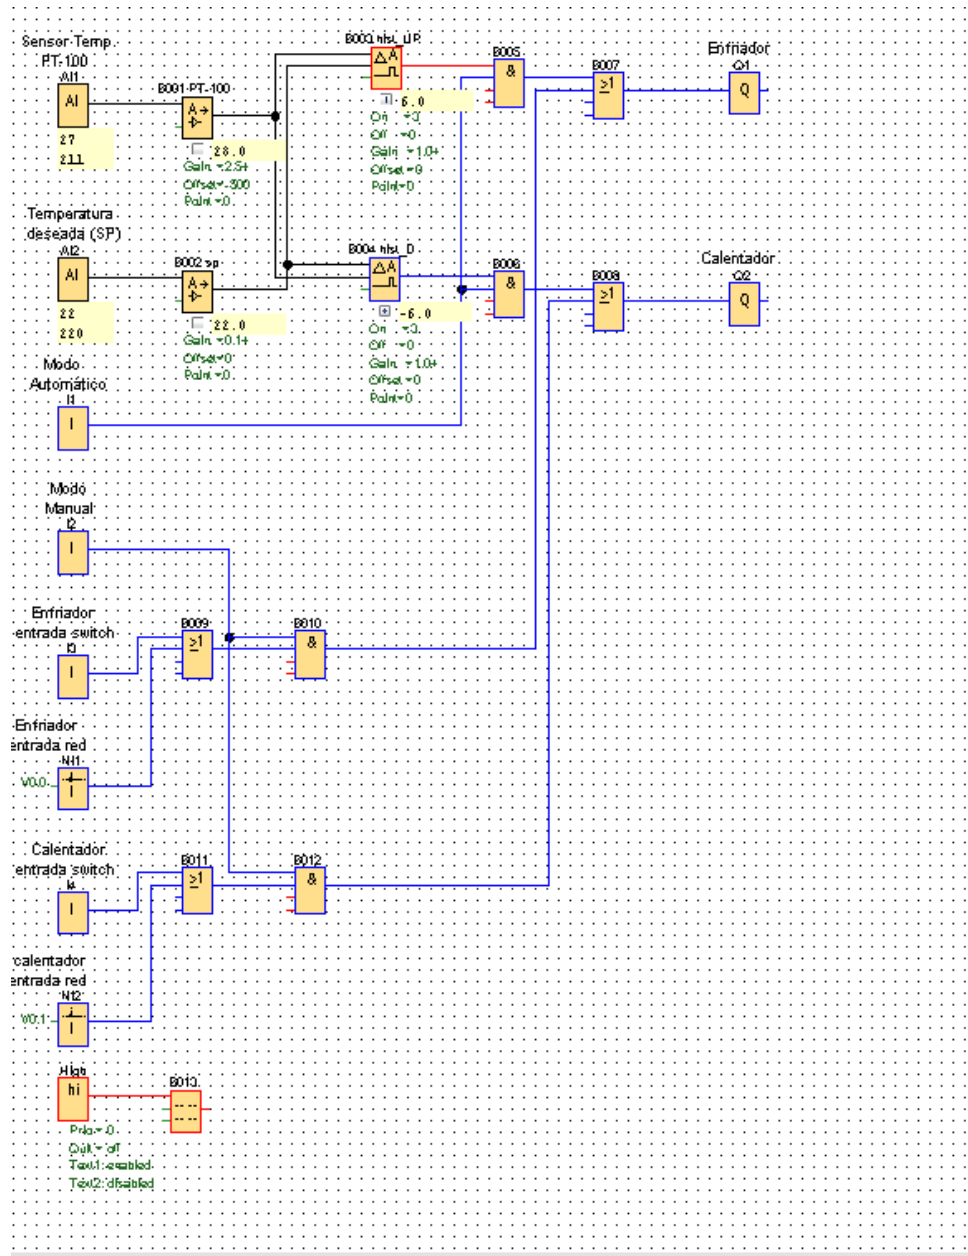 Sensor Temp.
PT-100
AI1
AI
27
211
B001 PT-100
A→
28.0
Gain =2.5+
Offset=-300
Point=0
B003 hist_UP
ΔA
6.0
On =3
Off =0
Gain =1.0+
Offset=0
Point=0
B005
&
B007
≥1
Enfriador
Q1
Q
Temperatura
deseada (SP)
AI2
AI
22
220
B002 sp
A→
22.0
Gain =0.1+
Offset=0
Point=0
B004 hist_D
ΔA
-6.0
On =3
Off =0
Gain =1.0+
Offset=0
Point=0
B006
&
B008
≥1
Calentador
Q2
Q
Modo
Automático
I1
I
Modo
Manual
I2
I
Enfriador
entrada switch
I3
I
B009
≥1
B010
&
Enfriador
entrada red
NI1
V0.0
I
Calentador
entrada switch
I4
I
B011
≥1
B012
&
calentador
entrada red
NI2
V0.1
I
High
hi
B013
Prio = 0
Quit = off
Text1: enabled
Text2: disabled